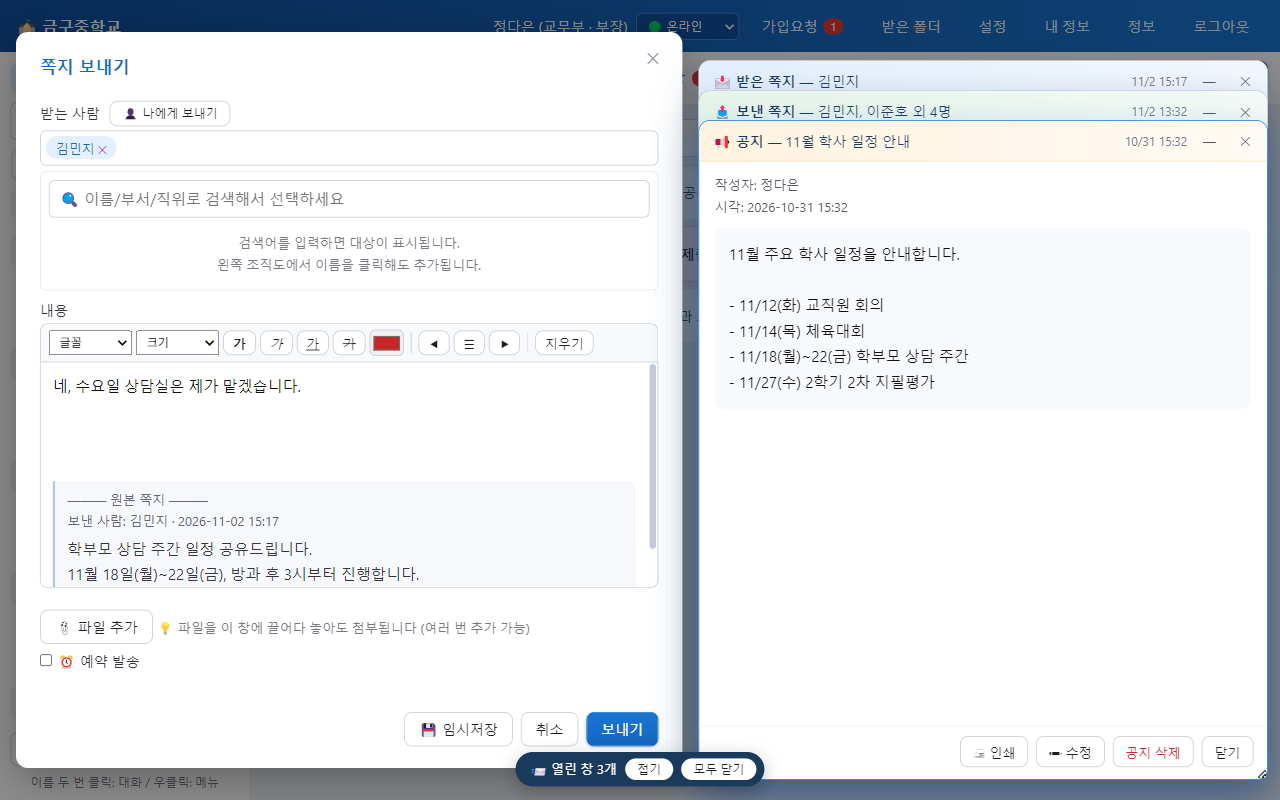 금구중학교
정다은 (교무부 · 부장)
온라인
가입요청 1
받은 폴더
설정
내 정보
정보
로그아웃
쪽지 보내기
받는 사람
나에게 보내기
김민지 ×
이름/부서/직위로 검색해서 선택하세요
검색어를 입력하면 대상이 표시됩니다.
왼쪽 조직도에서 이름을 클릭해도 추가됩니다.
내용
글꼴
크기
가
가
가
가
지우기
네, 수요일 상담실은 제가 맡겠습니다.
──── 원본 쪽지 ────
보낸 사람: 김민지 · 2026-11-02 15:17
학부모 상담 주간 일정 공유드립니다.
11월 18일(월)~22일(금), 방과 후 3시부터 진행합니다.
파일 추가
파일을 이 창에 끌어다 놓아도 첨부됩니다 (여러 번 추가 가능)
예약 발송
임시저장
취소
보내기
이름 두 번 클릭: 대화 / 우클릭: 메뉴
열린 창 3개
접기
모두 닫기
받은 쪽지 — 김민지
11/2 15:17
보낸 쪽지 — 김민지, 이준호 외 4명
11/2 13:32
공지 — 11월 학사 일정 안내
10/31 15:32
작성자: 정다은
시각: 2026-10-31 15:32
11월 주요 학사 일정을 안내합니다.
- 11/12(화) 교직원 회의
- 11/14(목) 체육대회
- 11/18(월)~22(금) 학부모 상담 주간
- 11/27(수) 2학기 2차 지필평가
인쇄
수정
공지 삭제
닫기